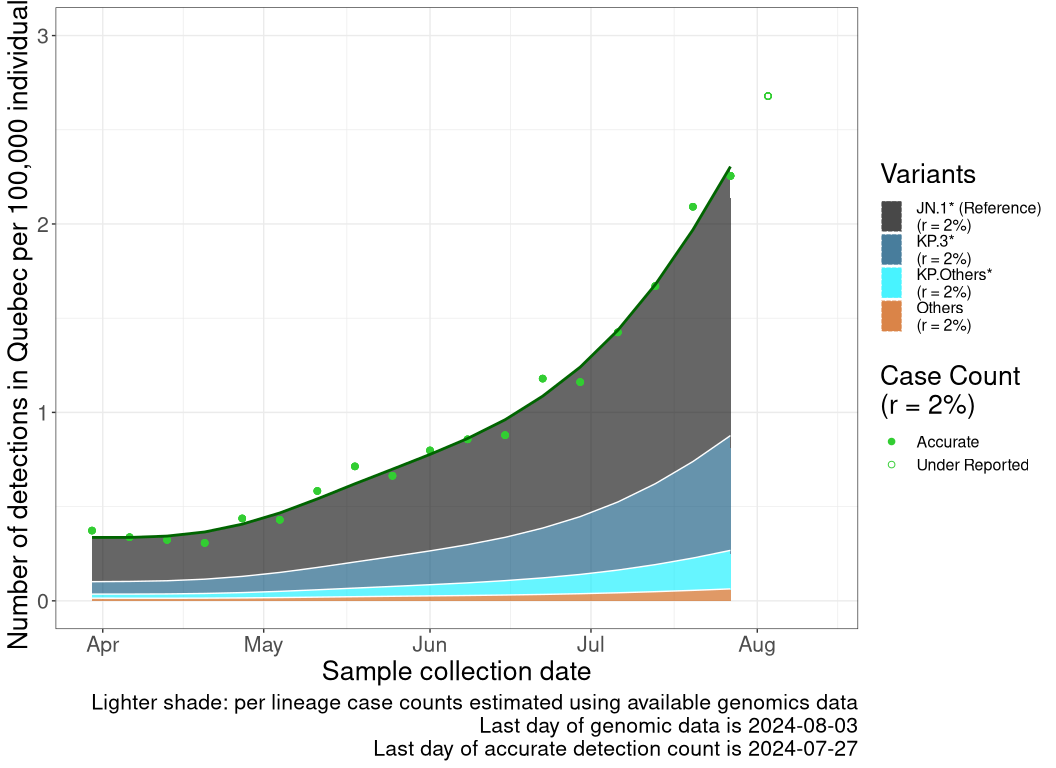 Number of detections in Quebec per 100,000 individual
3
2
1
0
Apr
May
Jun
Jul
Aug
Sample collection date
Lighter shade: per lineage case counts estimated using available genomics data
Last day of genomic data is 2024-08-03
Last day of accurate detection count is 2024-07-27
Variants
JN.1* (Reference)
(r = 2%)
KP.3*
(r = 2%)
KP.Others*
(r = 2%)
Others
(r = 2%)
Case Count
(r = 2%)
Accurate
Under Reported